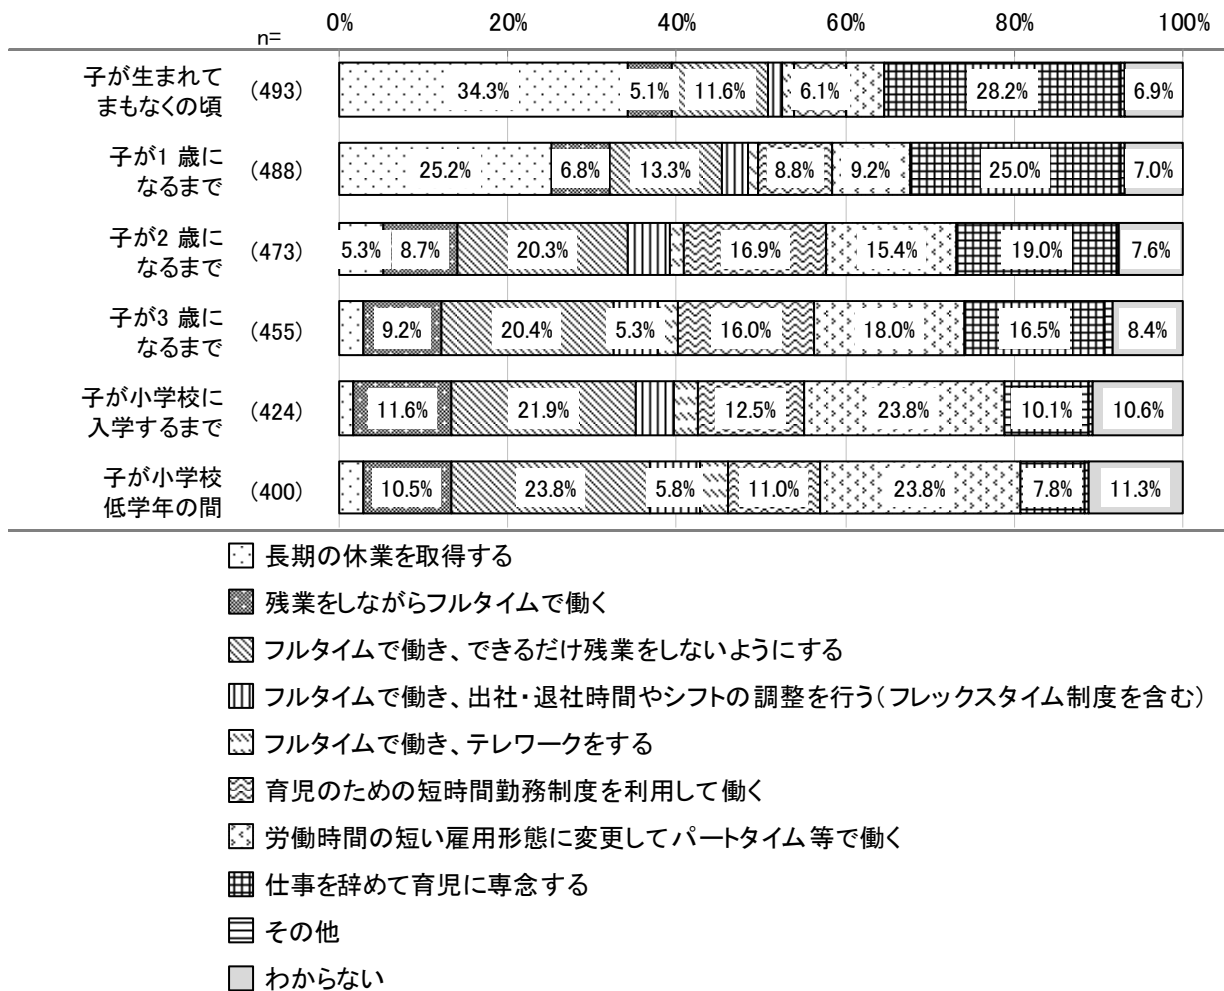 0% 20% 40% 60% 80% 100%
n=
子が生まれて
まもなくの頃
(493) 34.3% 5.1% 11.6% 6.1% 28.2% 6.9%
子が1 歳に
なるまで
(488) 25.2% 6.8% 13.3% 8.8% 9.2% 25.0% 7.0%
子が2 歳に
なるまで
(473) 5.3% 8.7% 20.3% 16.9% 15.4% 19.0% 7.6%
子が3 歳に
なるまで
(455) 9.2% 20.4% 5.3% 16.0% 18.0% 16.5% 8.4%
子が小学校に
入学するまで
(424) 11.6% 21.9% 12.5% 23.8% 10.1% 10.6%
子が小学校
低学年の間
(400) 10.5% 23.8% 5.8% 11.0% 23.8% 7.8% 11.3%
長期の休業を取得する
残業をしながらフルタイムで働く
フルタイムで働き、できるだけ残業をしないようにする
フルタイムで働き、出社・退社時間やシフトの調整を行う(フレックスタイム制度を含む)
フルタイムで働き、テレワークをする
育児のための短時間勤務制度を利用して働く
労働時間の短い雇用形態に変更してパートタイム等で働く
仕事を辞めて育児に専念する
その他
わからない